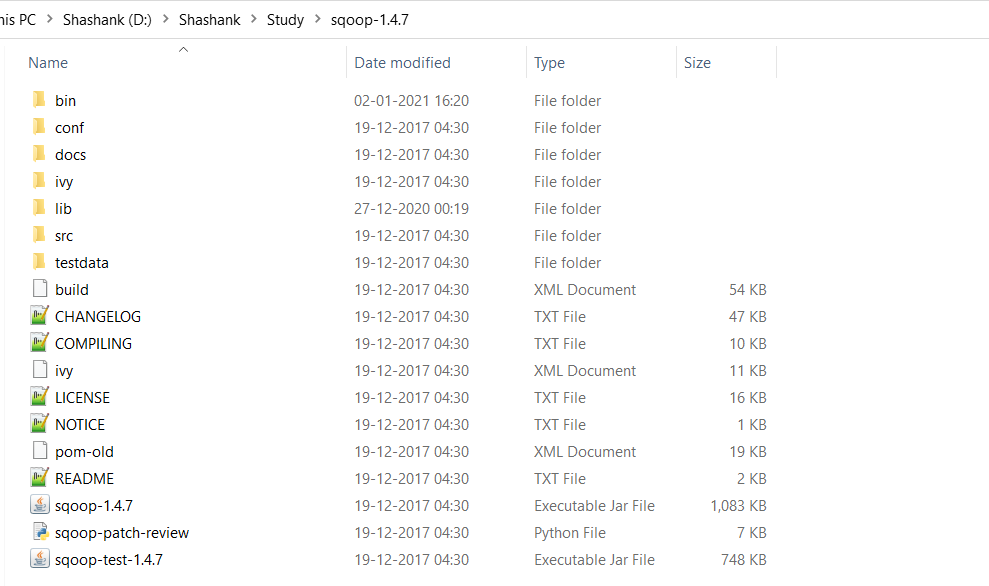 his PC > Shashank (D:) > Shashank > Study > sqoop-1.4.7
Name Date modified Type Size
bin 02-01-2021 16:20 File folder
conf 19-12-2017 04:30 File folder
docs 19-12-2017 04:30 File folder
ivy 19-12-2017 04:30 File folder
lib 27-12-2020 00:19 File folder
src 19-12-2017 04:30 File folder
testdata 19-12-2017 04:30 File folder
build 19-12-2017 04:30 XML Document 54 KB
CHANGELOG 19-12-2017 04:30 TXT File 47 KB
COMPILING 19-12-2017 04:30 TXT File 10 KB
ivy 19-12-2017 04:30 XML Document 11 KB
LICENSE 19-12-2017 04:30 TXT File 16 KB
NOTICE 19-12-2017 04:30 TXT File 1 KB
pom-old 19-12-2017 04:30 XML Document 19 KB
README 19-12-2017 04:30 TXT File 2 KB
sqoop-1.4.7 19-12-2017 04:30 Executable Jar File 1,083 KB
sqoop-patch-review 19-12-2017 04:30 Python File 7 KB
sqoop-test-1.4.7 19-12-2017 04:30 Executable Jar File 748 KB